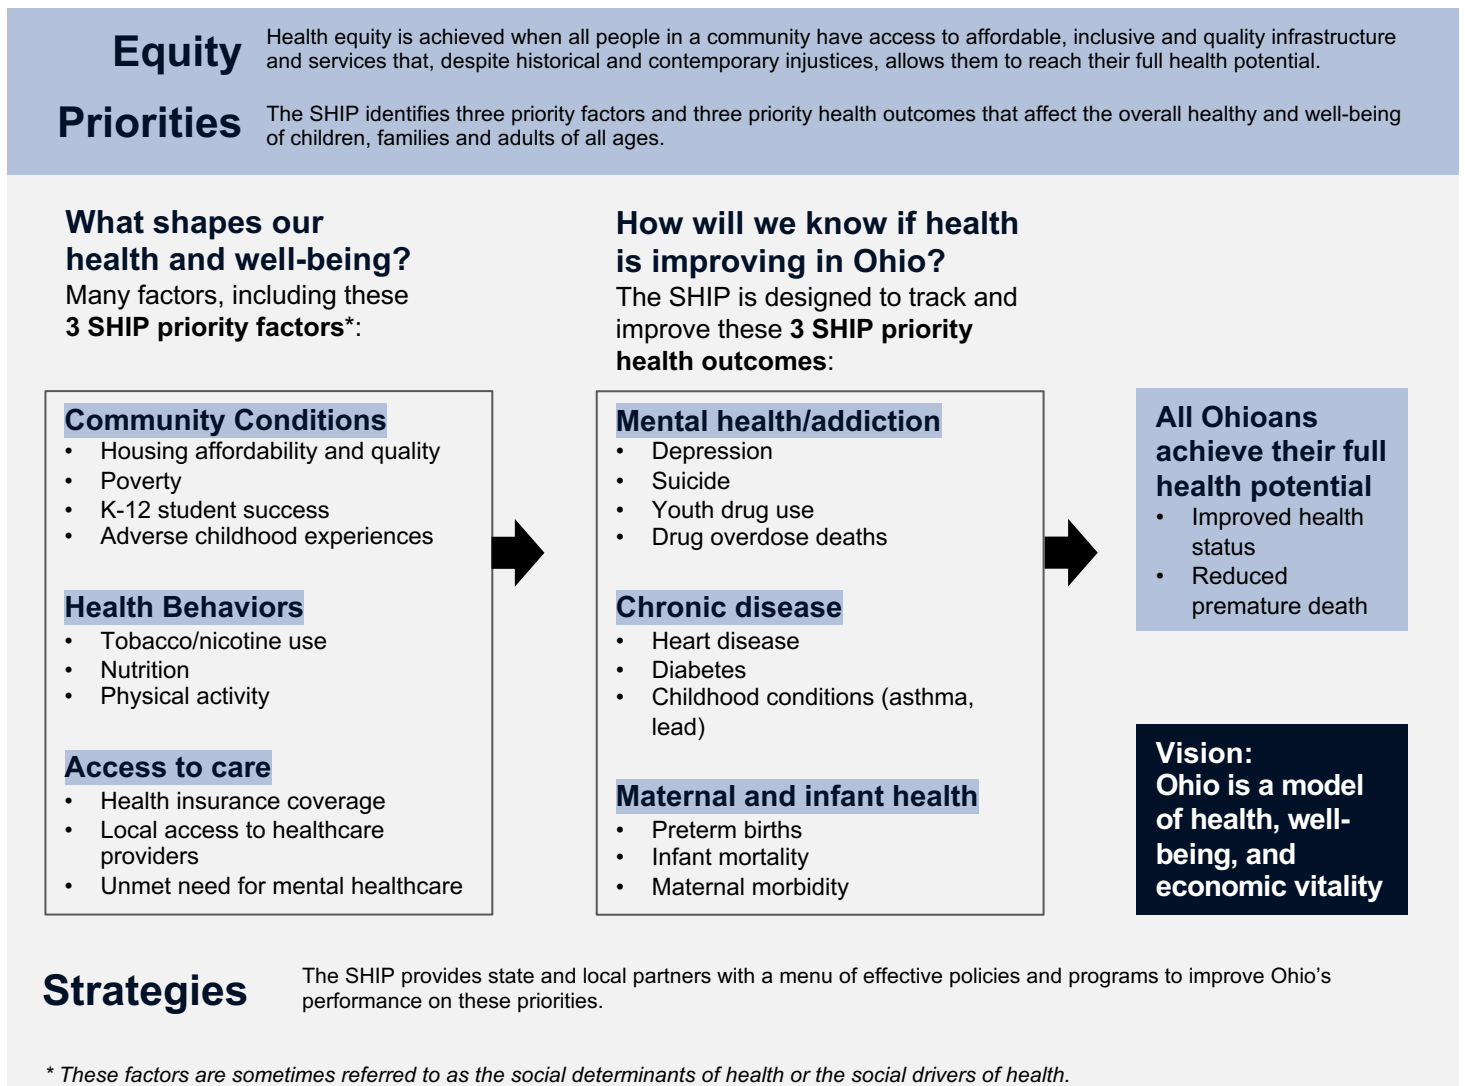 Equity
Health equity is achieved when all people in a community have access to affordable, inclusive and quality infrastructure
and services that, despite historical and contemporary injustices, allows them to reach their full health potential.
Priorities
The SHIP identifies three priority factors and three priority health outcomes that affect the overall healthy and well-being
of children, families and adults of all ages.
What shapes our
health and well-being?
Many factors, including these
3 SHIP priority factors*:
Community Conditions
• Housing affordability and quality
• Poverty
• K-12 student success
• Adverse childhood experiences
Health Behaviors
• Tobacco/nicotine use
• Nutrition
• Physical activity
Access to care
• Health insurance coverage
• Local access to healthcare
providers
• Unmet need for mental healthcare
How will we know if health
is improving in Ohio?
The SHIP is designed to track and
improve these 3 SHIP priority
health outcomes:
Mental health/addiction
• Depression
• Suicide
• Youth drug use
• Drug overdose deaths
Chronic disease
• Heart disease
• Diabetes
• Childhood conditions (asthma,
lead)
Maternal and infant health
• Preterm births
• Infant mortality
• Maternal morbidity
All Ohioans
achieve their full
health potential
• Improved health
status
• Reduced
premature death
Vision:
Ohio is a model
of health, well-
being, and
economic vitality
Strategies
The SHIP provides state and local partners with a menu of effective policies and programs to improve Ohio's
performance on these priorities.
* These factors are sometimes referred to as the social determinants of health or the social drivers of health.